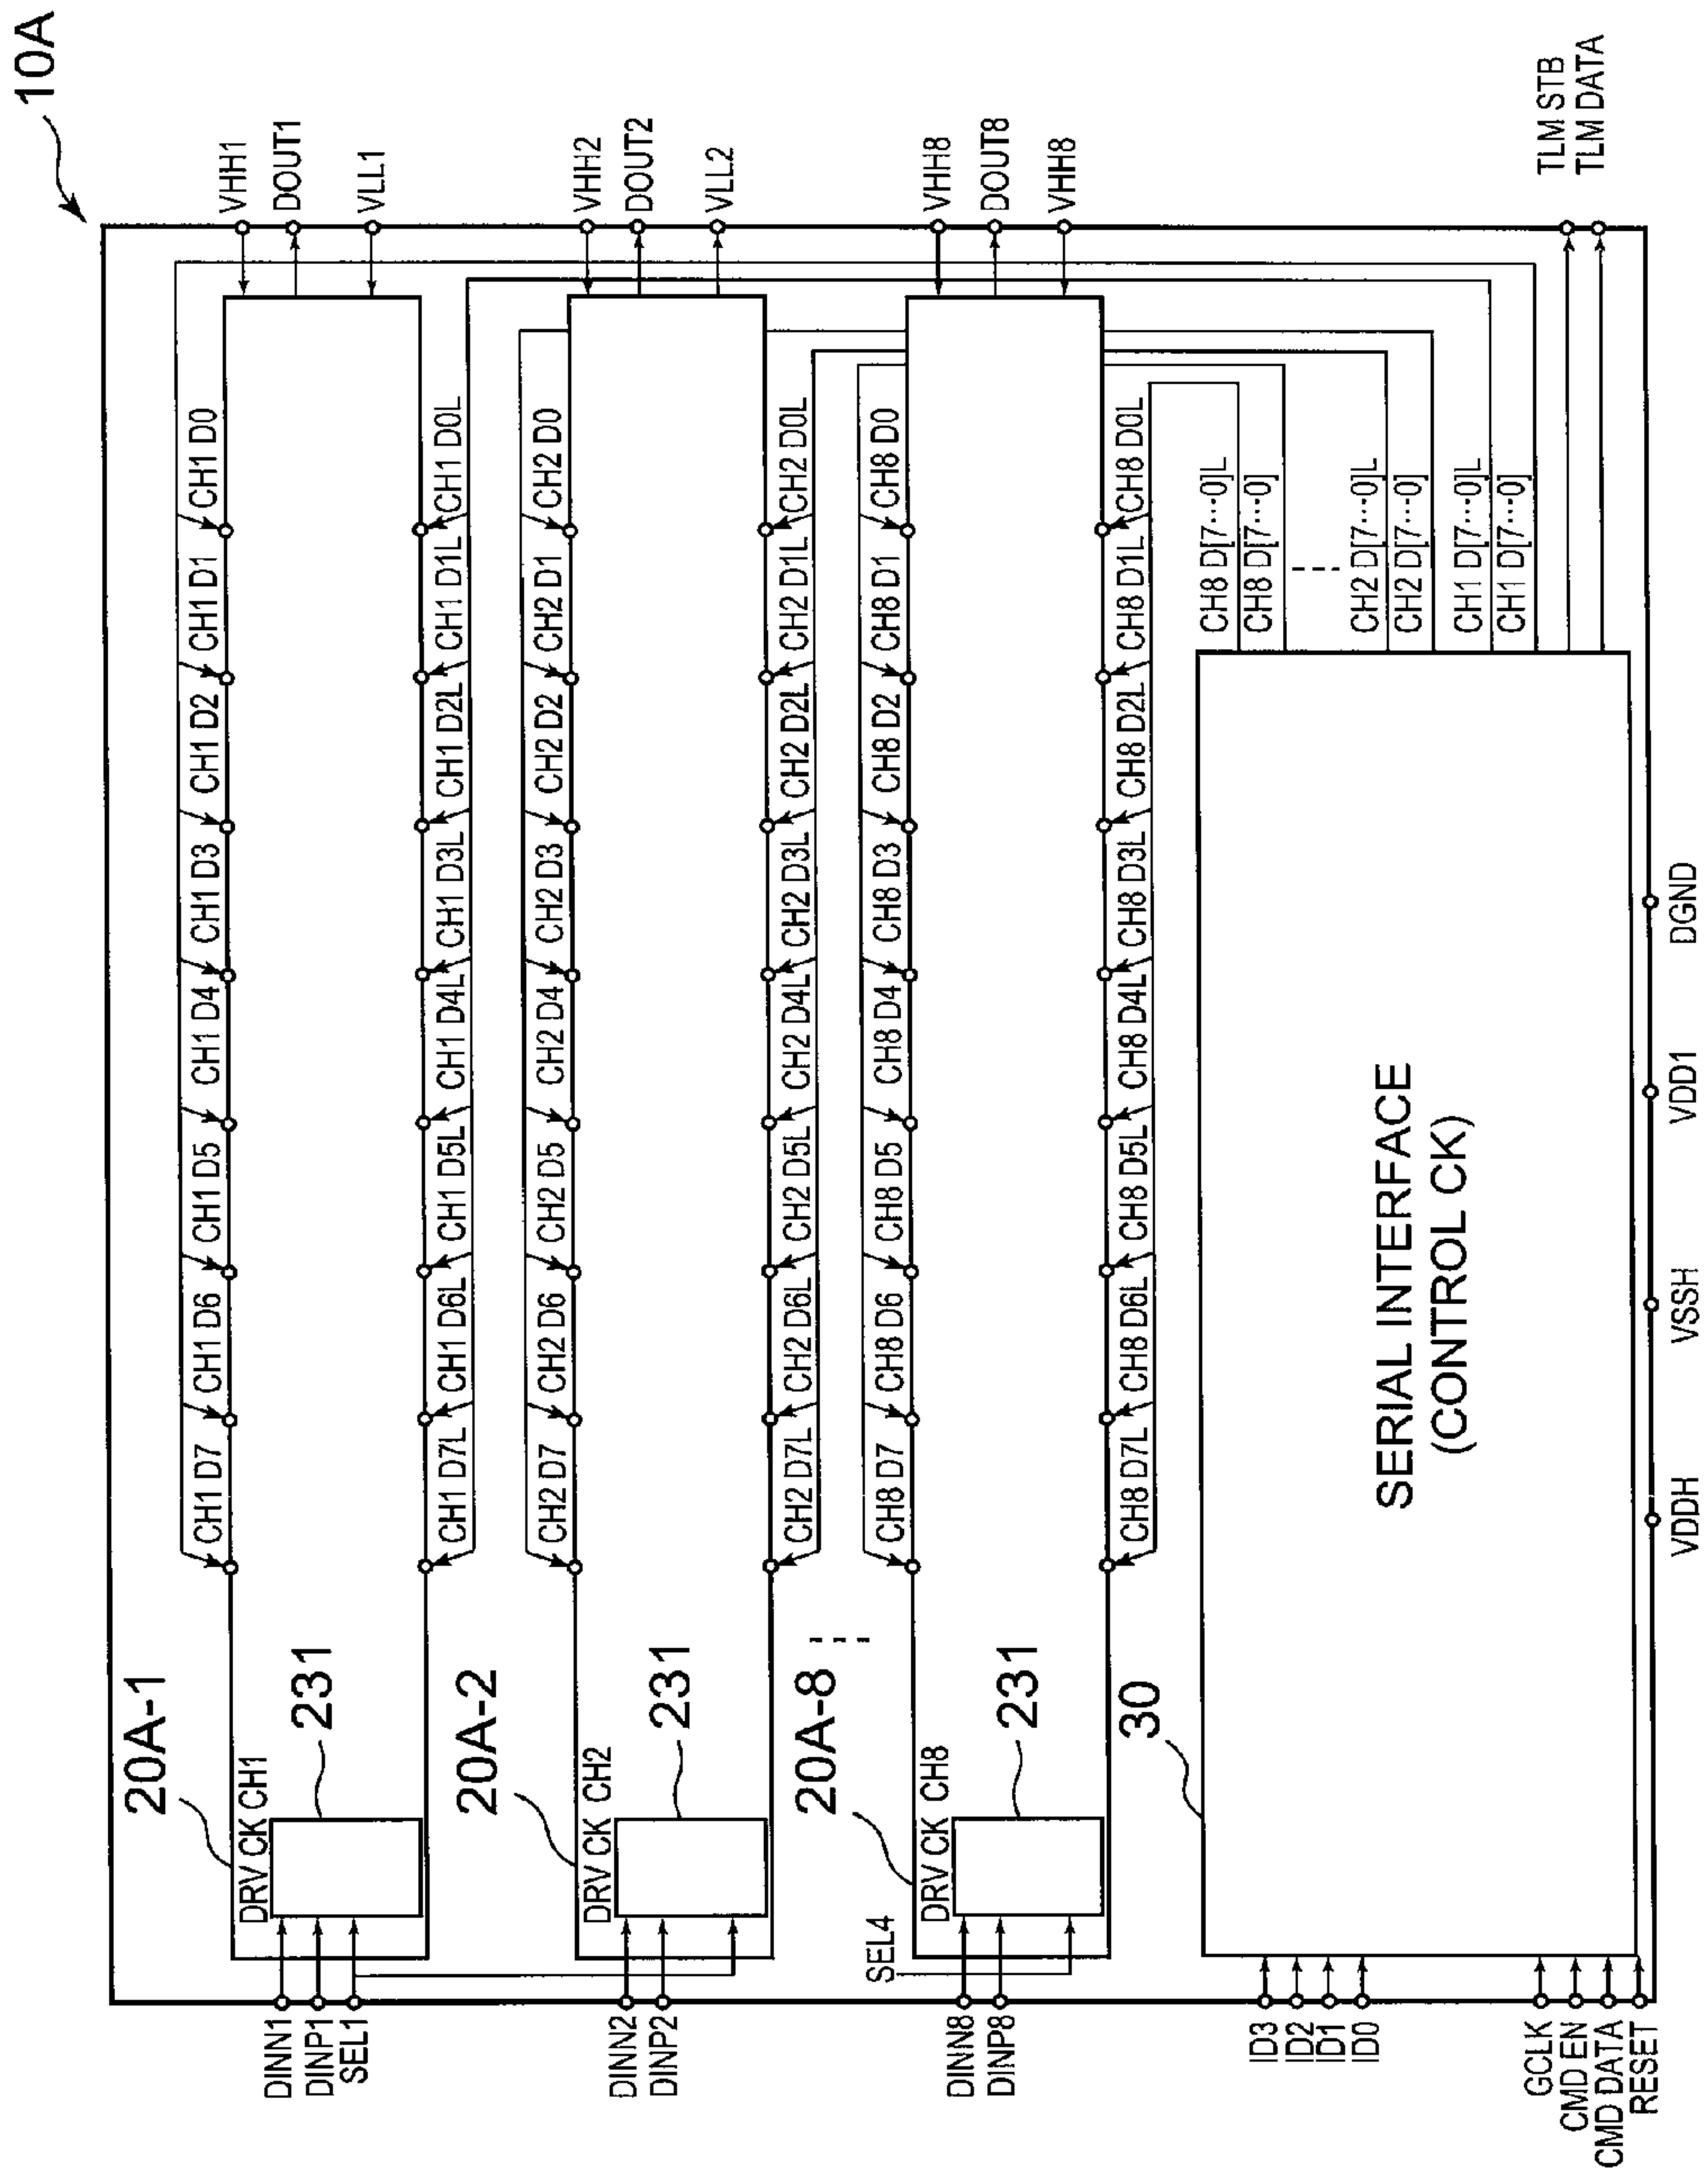 10A
VHH1
DOUT1
VLL1
VHH2
DOUT2
VLL2
VHH8
DOUT8
VHH8
TLM STB
TLM DATA
CH1 D7
CH1 D6
CH1 D5
CH1 D4
CH1 D3
CH1 D2
CH1 D1
CH1 D0
20A-1
DRV CK CH1
231
DINN1
DINP1
SEL1
CH1 D7L
CH1 D6L
CH1 D5L
CH1 D4L
CH1 D3L
CH1 D2L
CH1 D1L
CH1 D0L
CH2 D7
CH2 D6
CH2 D5
CH2 D4
CH2 D3
CH2 D2
CH2 D1
CH2 D0
20A-2
DRV CK CH2
231
DINN2
DINP2
CH2 D7L
CH2 D6L
CH2 D5L
CH2 D4L
CH2 D3L
CH2 D2L
CH2 D1L
CH2 D0L
CH8 D7
CH8 D6
CH8 D5
CH8 D4
CH8 D3
CH8 D2
CH8 D1
CH8 D0
20A-8
SEL4
DRV CK CH8
231
DINN8
DINP8
CH8 D7L
CH8 D6L
CH8 D5L
CH8 D4L
CH8 D3L
CH8 D2L
CH8 D1L
CH8 D0L
30
CH8 D[7···0]L
CH8 D[7···0]
CH2 D[7···0]L
CH2 D[7···0]
CH1 D[7···0]L
CH1 D[7···0]
SERIAL INTERFACE
(CONTROL CK)
ID3
ID2
ID1
ID0
GCLK
CMD EN
CMD DATA
RESET
VDDH
VSSH
VDD1
DGND